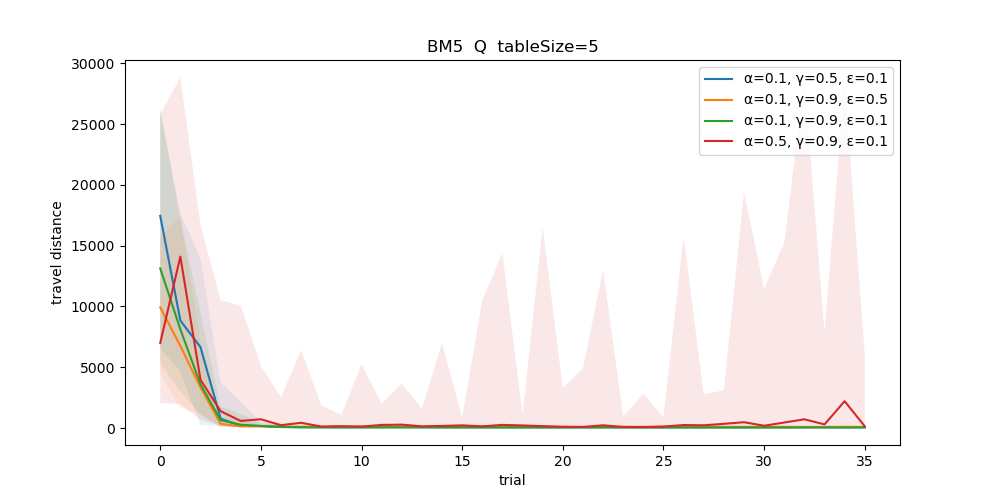 BM5 Q tableSize=5
30000
25000
20000
15000
10000
5000
0
travel distance
α=0.1, γ=0.5, ε=0.1
α=0.1, γ=0.9, ε=0.5
α=0.1, γ=0.9, ε=0.1
α=0.5, γ=0.9, ε=0.1
0 5 10 15 20 25 30 35
trial